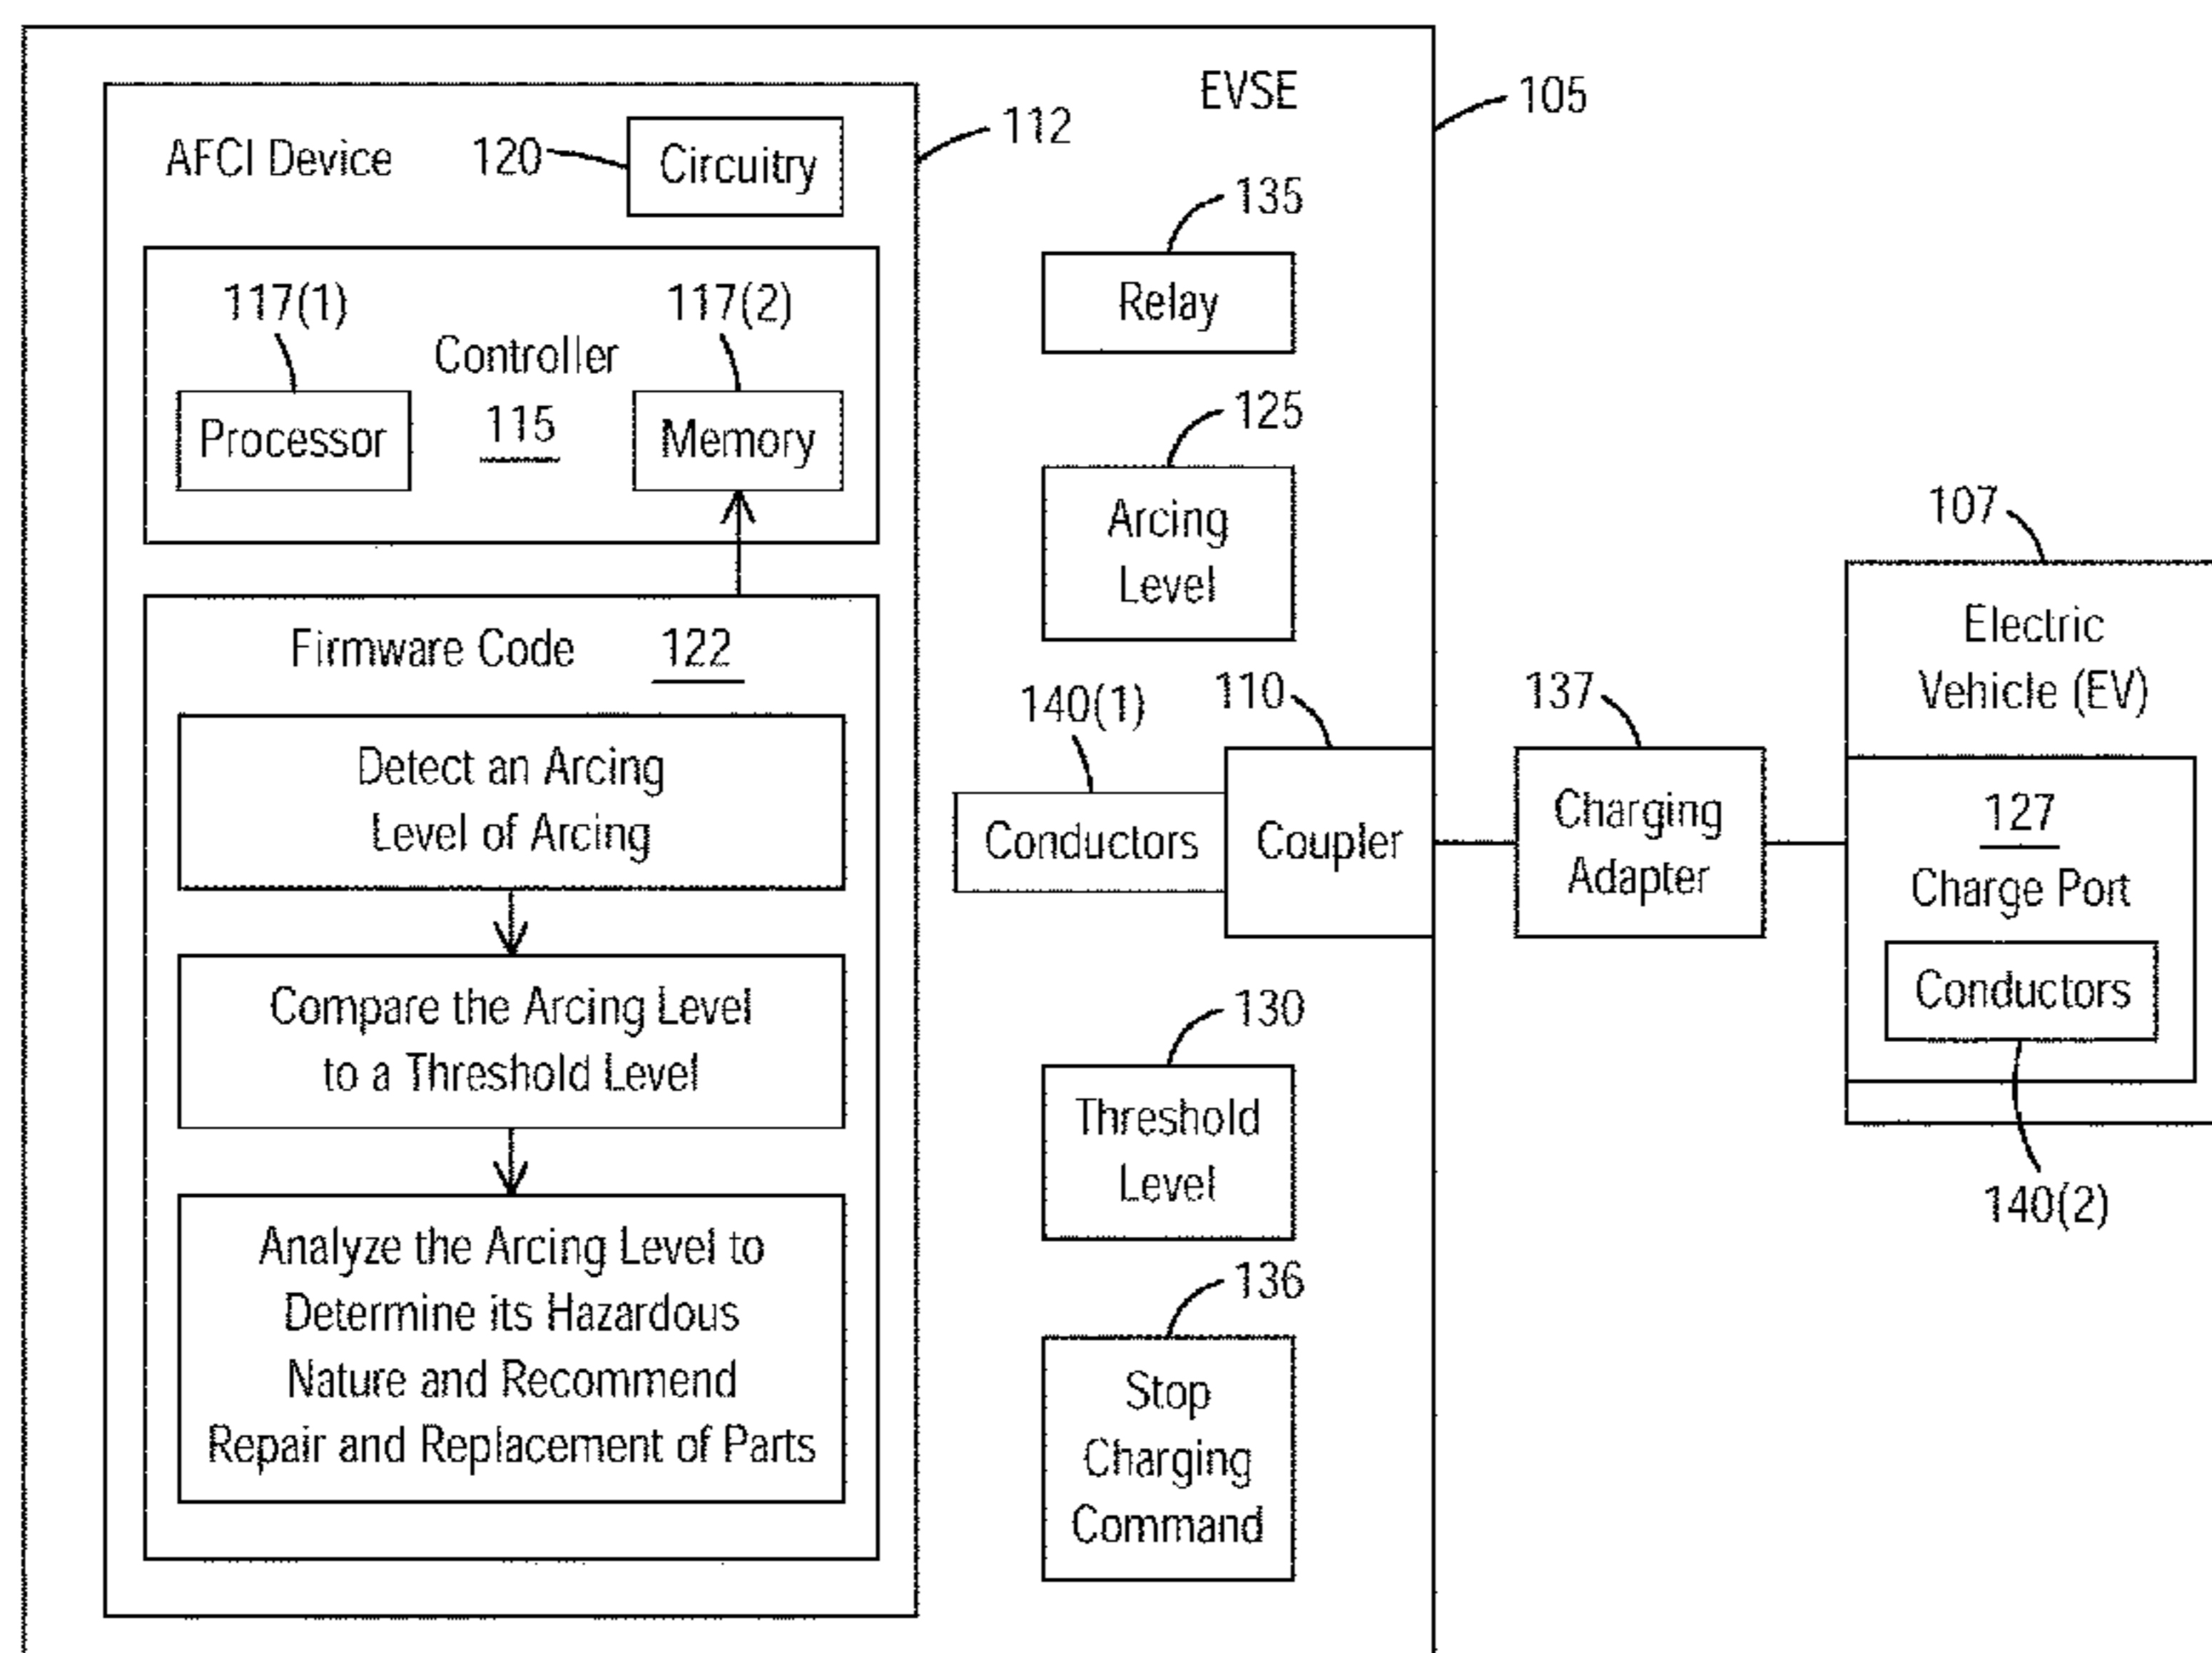 EVSE
105
AFCI Device
120
Circuitry
112
135
Relay
117(1)
117(2)
Controller
115
Processor
Memory
125
Arcing
Level
107
Electric
Vehicle (EV)
Firmware Code 122
Detect an Arcing
Level of Arcing
Compare the Arcing Level
to a Threshold Level
Analyze the Arcing Level to
Determine its Hazardous
Nature and Recommend
Repair and Replacement of Parts
140(1)
110
137
Conductors
Coupler
Charging
Adapter
127
Charge Port
Conductors
140(2)
130
Threshold
Level
136
Stop
Charging
Command